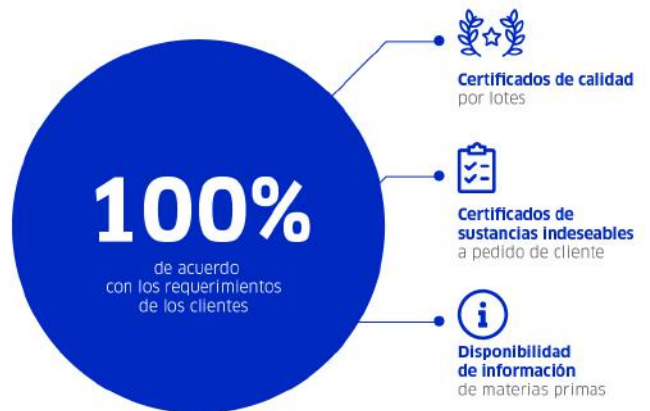 100%
de acuerdo
con los requerimientos
de los clientes
Certificados de calidad
por lotes
Certificados de
sustancias indeseables
a pedido de cliente
Disponibilidad
de información
de materias primas